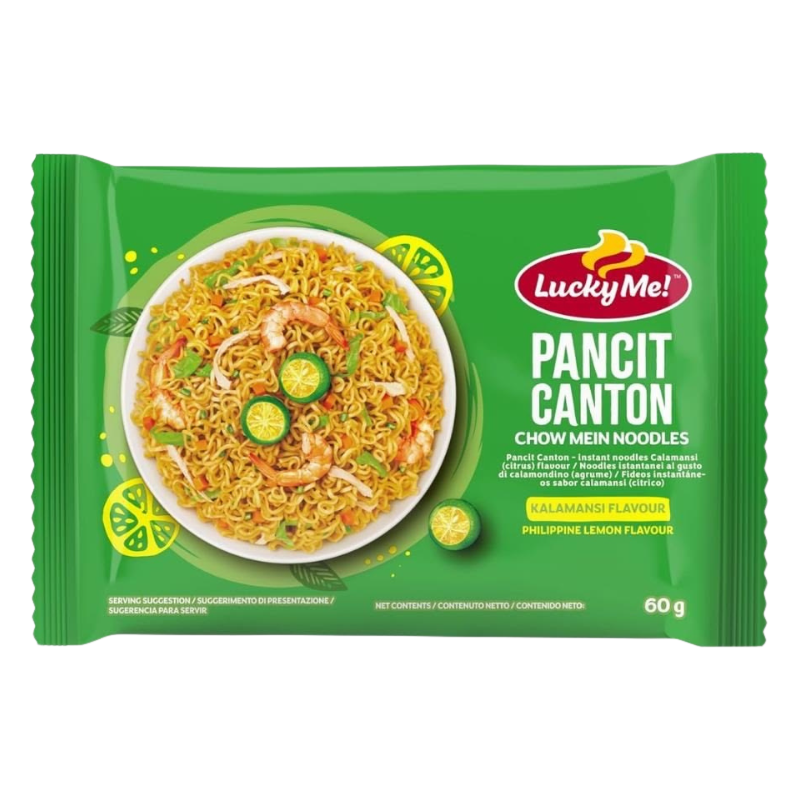 LuckyMe!™
PANCIT
CANTON
CHOW MEIN NOODLES
Pancit Canton - instant noodles Calamansi
(citrus) flavour / Noodles istantanei al gusto
di calamondino (agrume) / Fideos instantáne-
os sabor calamansi (cítrico)
KALAMANSI FLAVOUR
PHILIPPINE LEMON FLAVOUR
SERVING SUGGESTION / SUGGERIMENTO DI PRESENTAZIONE /
SUGERENCIA PARA SERVIR
NET CONTENTS / CONTENUTO NETTO / CONTENIDO NETO:
60 g